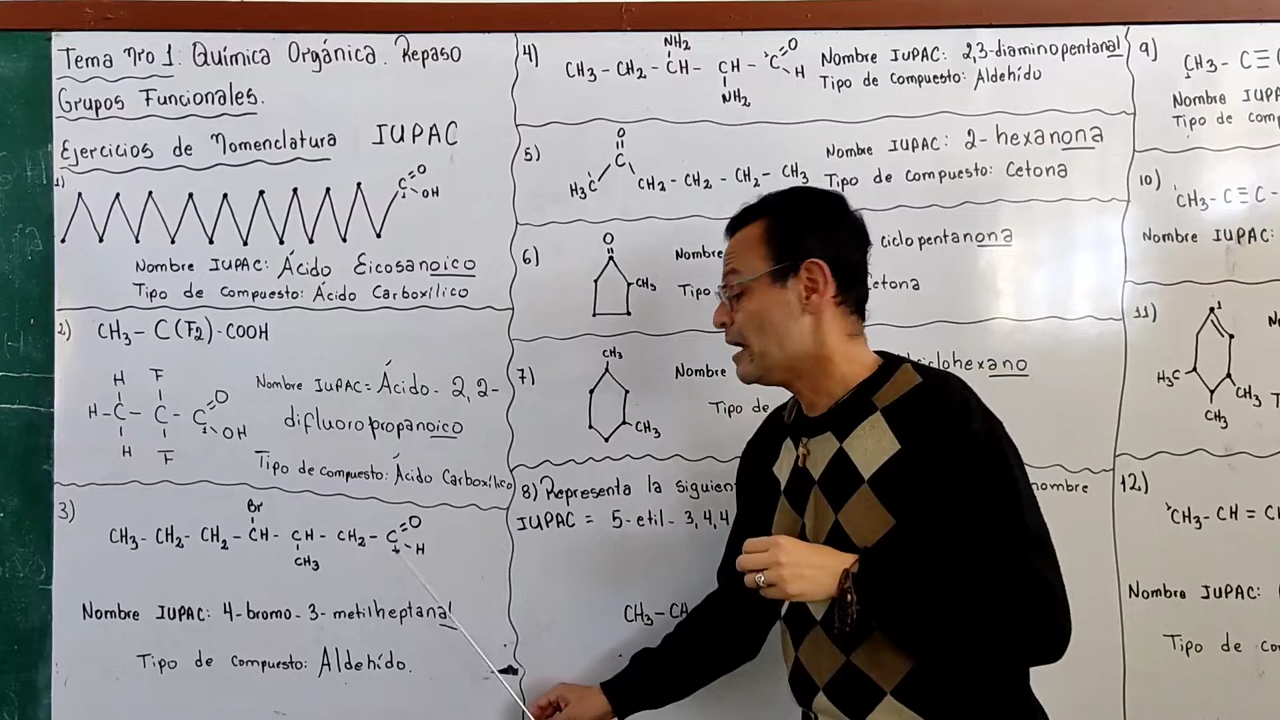 Tema nro 1: Química Orgánica. Repaso
Grupos Funcionales.
Ejercicios de Nomenclatura IUPAC
1)
C O OH
Nombre IUPAC: Ácido Eicosanoico
Tipo de Compuesto: Ácido Carboxílico
2) CH3 - C(F2)-COOH
H F
H-C- C- C O OH
H F
Nombre IUPAC= Ácido - 2,2-
difluoropropanoico
Tipo de compuesto: Ácido Carboxílico
3)
Br
CH3- CH2- CH2- CH- CH- CH2- C O H
CH3
Nombre IUPAC: 4-bromo-3-metilheptanal
Tipo de Compuesto: Aldehído.
4)
NH2
CH3-CH2-CH- CH-C O H
NH2
Nombre IUPAC: 2,3-diaminopentanal
Tipo de compuesto: Aldehído
5)
O
C
H3C CH2-CH2-CH2-CH3
Nombre IUPAC: 2-hexanona
Tipo de compuesto: Cetona
6)
O
CH3
Nombre ciclopentanona
Tipo
7)
CH3
CH3
Nombre
Tipo de
8) Representa la nombre
IUPAC = 5-etil-3,4,4
CH3-CH
9)
CH3-C≡
Nombre
Tipo de
10)
CH3-C≡C-
Nombre IUPAC:
11)
1
H3C CH3
CH3
12.)
CH3-CH=
Nombre IUPAC:
Tipo de